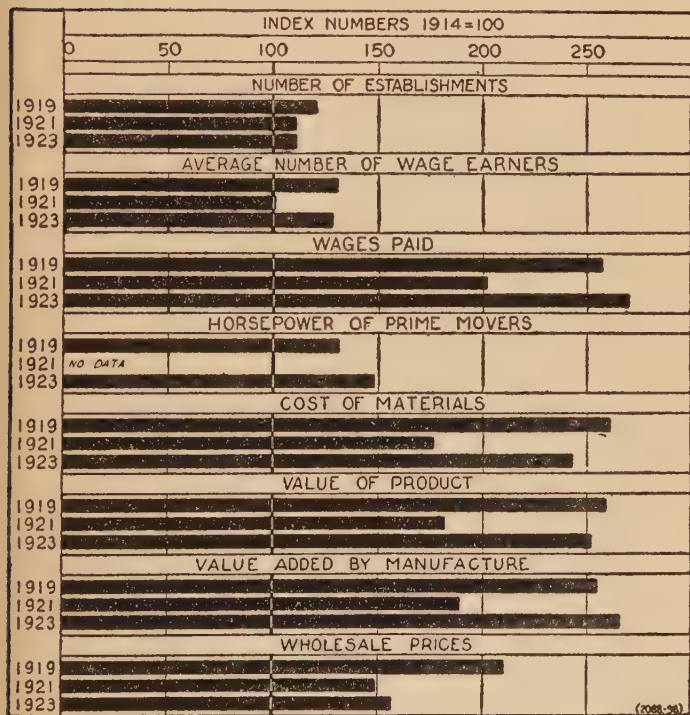 INDEX NUMBERS 1914=100
0 50 100 150 200 250
NUMBER OF ESTABLISHMENTS
1919
1921
1923
AVERAGE NUMBER OF WAGE EARNERS
1919
1921
1923
WAGES PAID
1919
1921
1923
HORSEPOWER OF PRIME MOVERS
1919
1921 NO DATA
1923
COST OF MATERIALS
1919
1921
1923
VALUE OF PRODUCT
1919
1921
1923
VALUE ADDED BY MANUFACTURE
1919
1921
1923
WHOLESALE PRICES
1919
1921
1923 (2088-98)